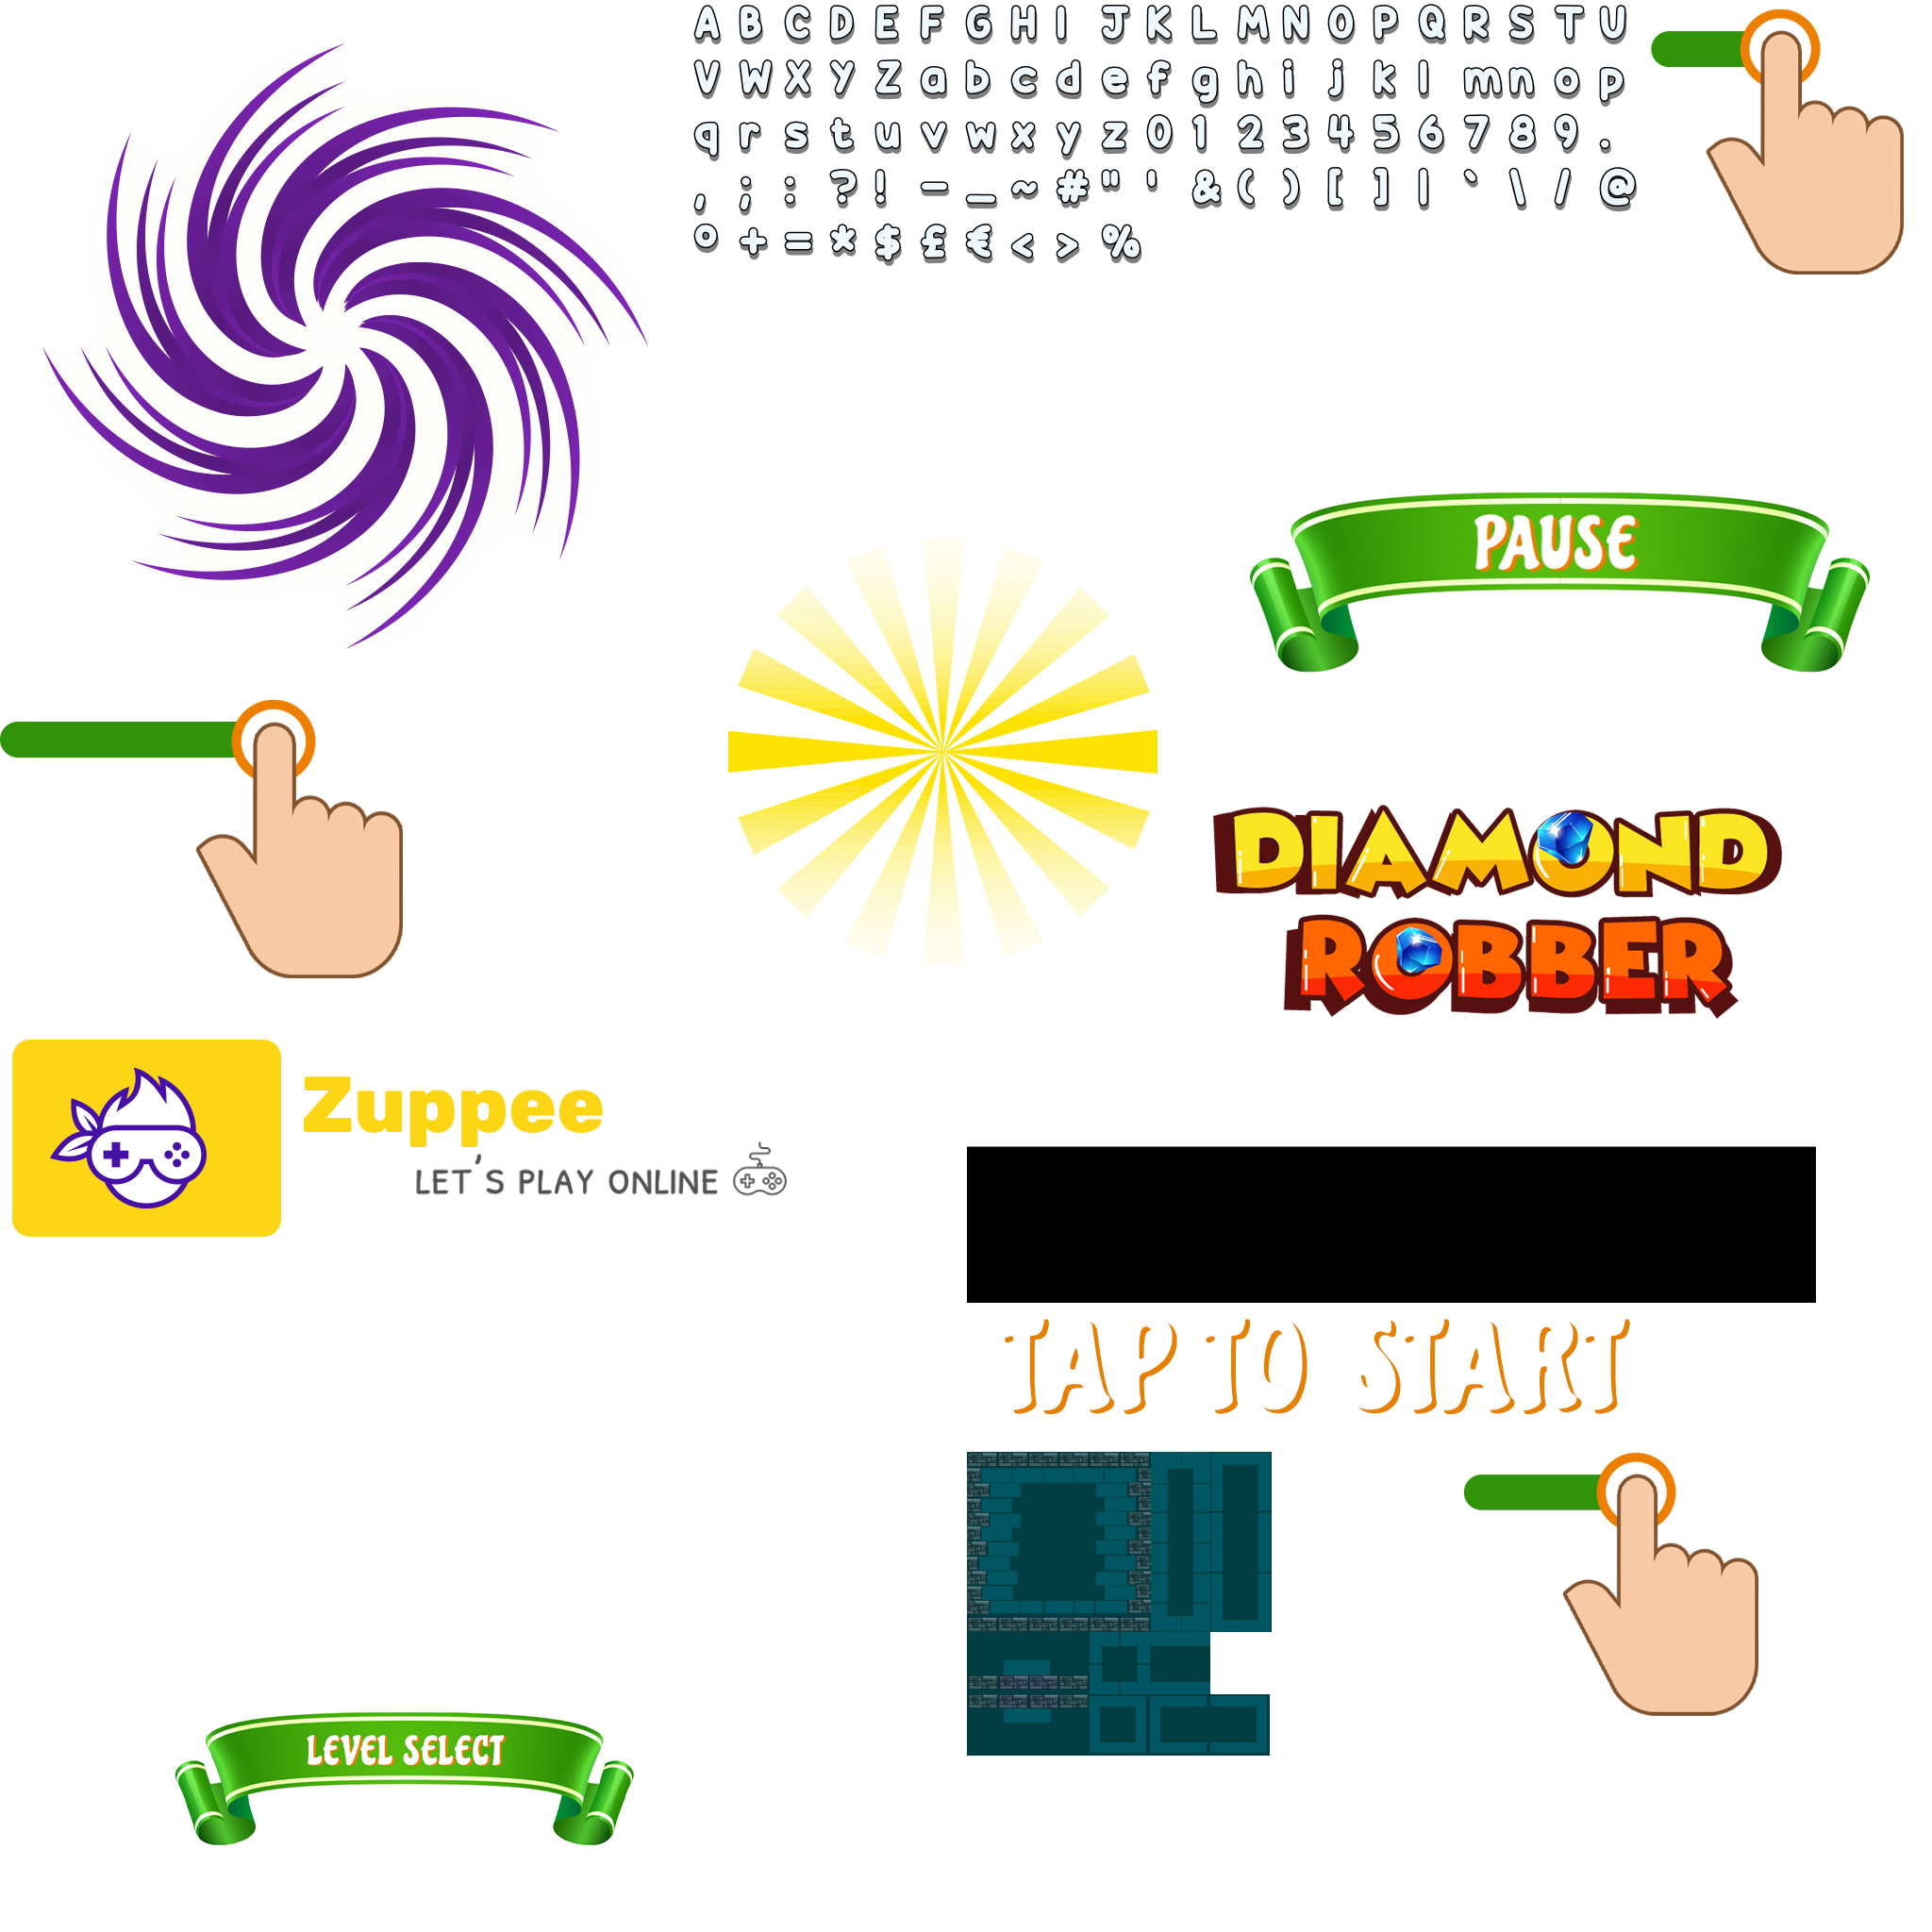 A B C D E F G H I J K L M N O P Q R S T U
V W X Y Z a b c d e f g h i j k l m n o p
q r s t u v w x y z 0 1 2 3 4 5 6 7 8 9 .
, ; : ? ! - _ ~ # " ' & ( ) [ ] | ` \ / @
° + = * $ £ € < > %
PAUSE
DIAMOND
ROBBER
Zuppee
LET'S PLAY ONLINE
TAP TO START
LEVEL SELECT